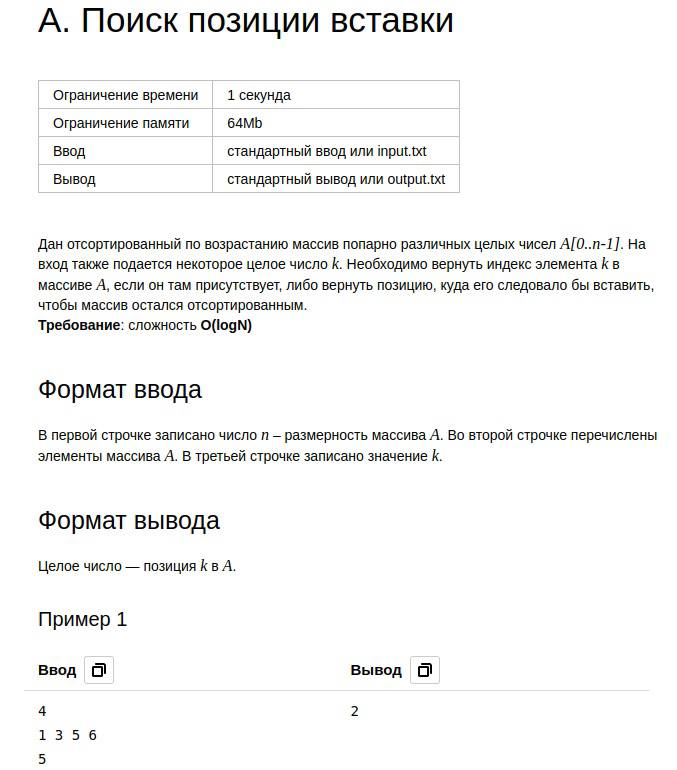 A. Поиск позиции вставки
Ограничение времени 1 секунда
Ограничение памяти 64Mb
Ввод стандартный ввод или input.txt
Вывод стандартный вывод или output.txt
Дан отсортированный по возрастанию массив попарно различных целых чисел A[0..n-1]. На
вход также подается некоторое целое число k. Необходимо вернуть индекс элемента k в
массиве A, если он там присутствует, либо вернуть позицию, куда его следовало бы вставить,
чтобы массив остался отсортированным.
Требование: сложность O(logN)
Формат ввода
В первой строчке записано число n – размерность массива A. Во второй строчке перечислены
элементы массива A. В третьей строчке записано значение k.
Формат вывода
Целое число — позиция k в A.
Пример 1
Ввод Вывод
4 2
1 3 5 6
5